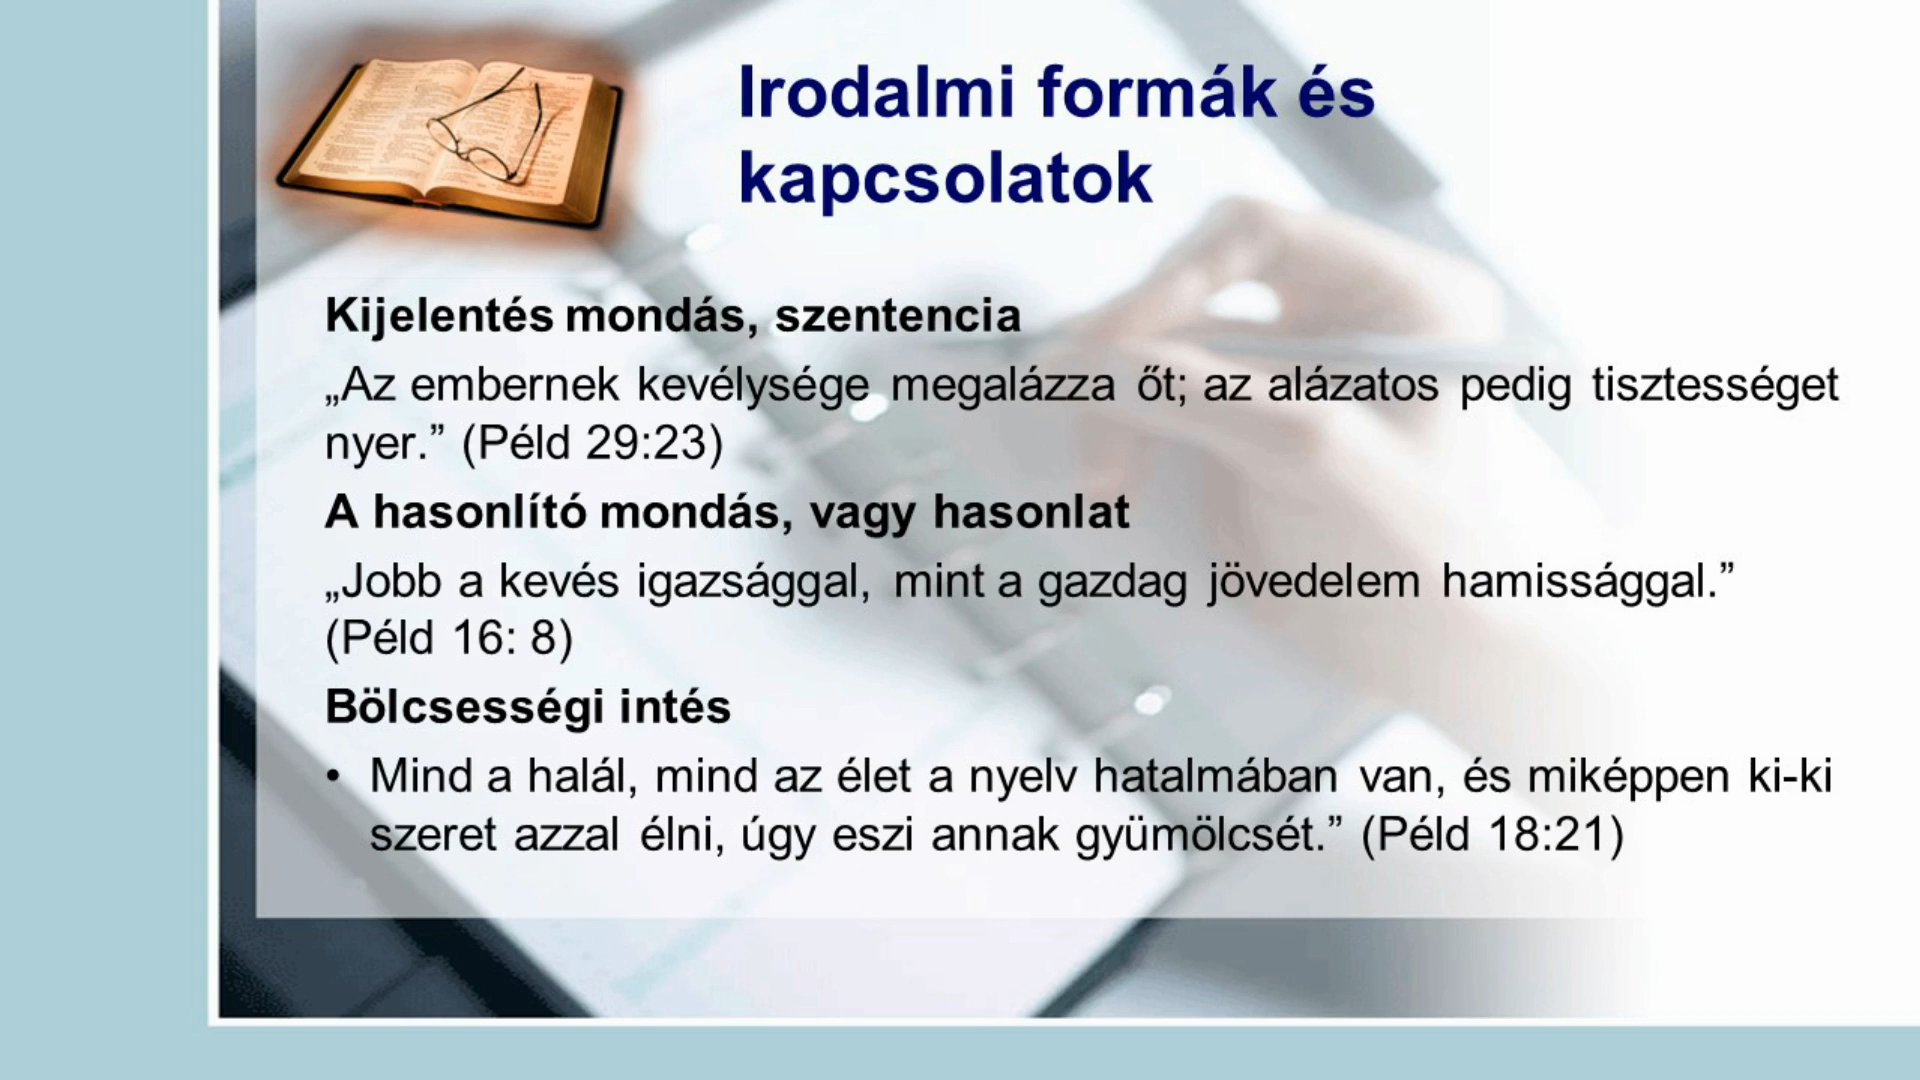 Irodalmi formák és
kapcsolatok
Kijelentés mondás, szentencia
„Az embernek kevélysége megalázza őt; az alázatos pedig tisztességet
nyer.” (Péld 29:23)
A hasonlító mondás, vagy hasonlat
„Jobb a kevés igazsággal, mint a gazdag jövedelem hamissággal.”
(Péld 16: 8)
Bölcsességi intés
• Mind a halál, mind az élet a nyelv hatalmában van, és miképpen ki-ki
szeret azzal élni, úgy eszi annak gyümölcsét.” (Péld 18:21)